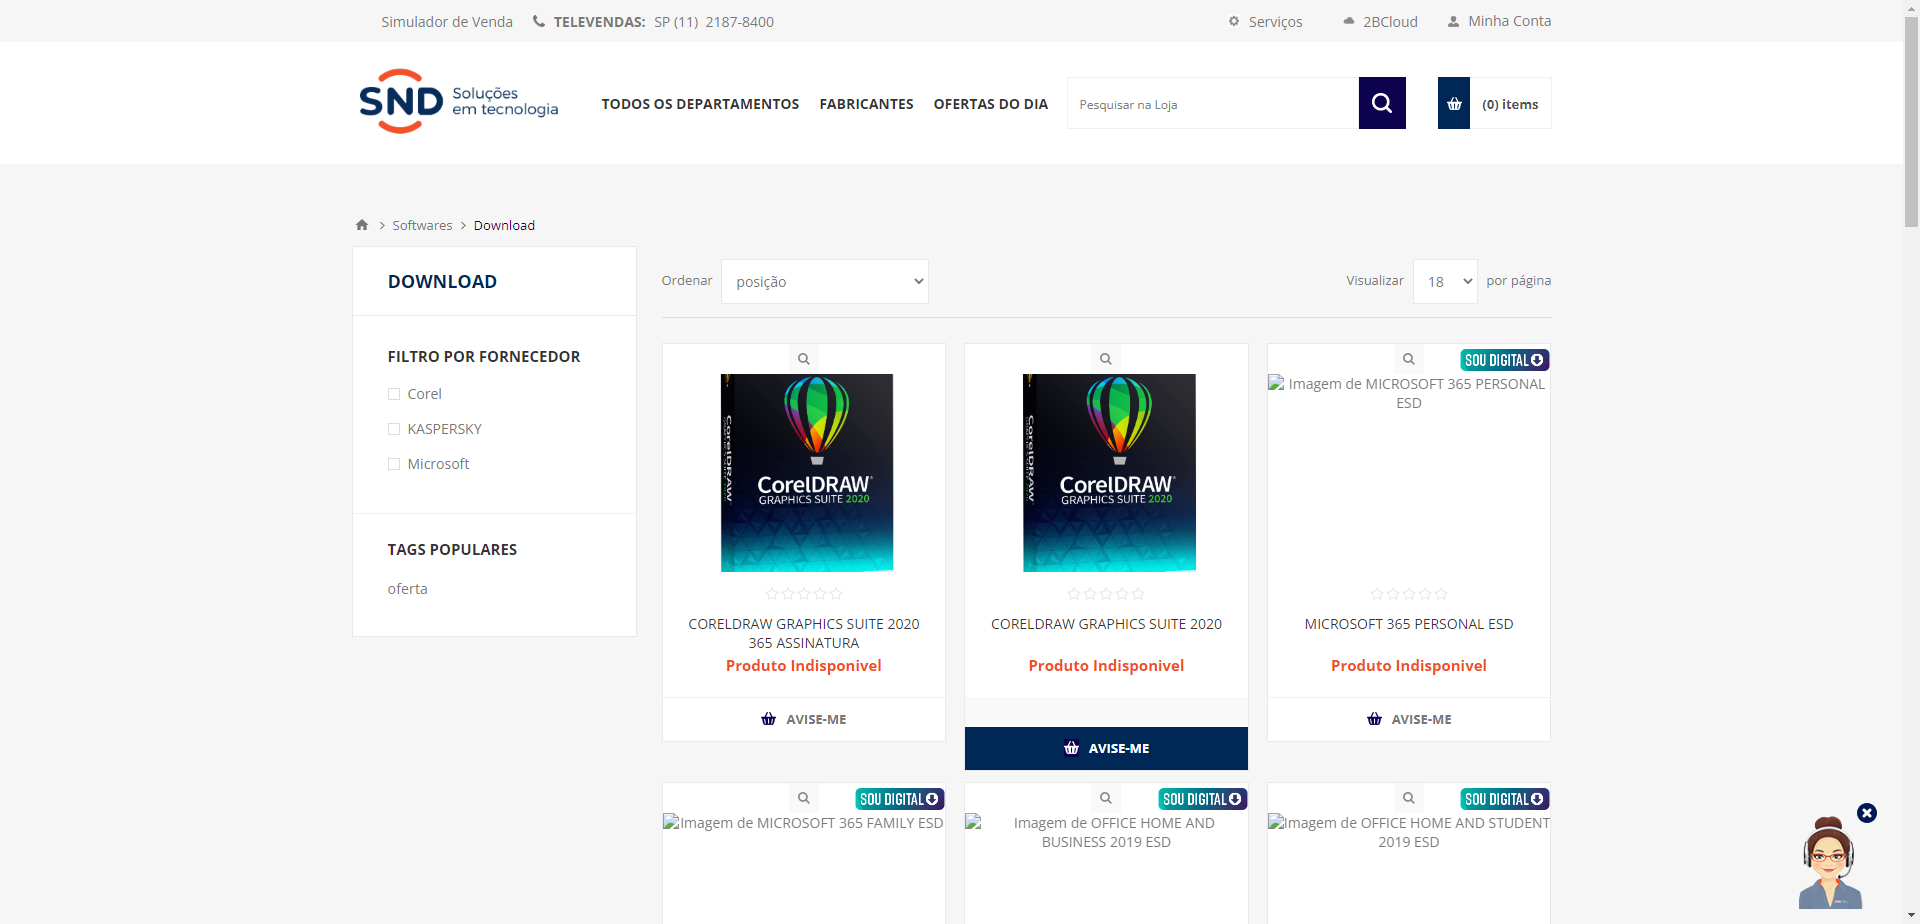 Simulador de Venda TELEVENDAS: SP (11) 2187-8400 Serviços 2BCloud Minha Conta
SND Soluções em tecnologia
TODOS OS DEPARTAMENTOS FABRICANTES OFERTAS DO DIA Pesquisar na Loja (0) items
Softwares Download
DOWNLOAD
FILTRO POR FORNECEDOR
Corel
KASPERSKY
Microsoft
TAGS POPULARES
oferta
Ordenar posição Visualizar 18 por página
CorelDRAW
CorelDRAW
GRAPHICS SUITE 2020
CORELDRAW GRAPHICS SUITE 2020
365 ASSINATURA
Produto Indisponivel
AVISE-ME
CorelDRAW
CorelDRAW
GRAPHICS SUITE 2020
CORELDRAW GRAPHICS SUITE 2020
Produto Indisponivel
AVISE-ME
SOU DIGITAL
Imagem de MICROSOFT 365 PERSONAL
ESD
MICROSOFT 365 PERSONAL ESD
Produto Indisponivel
AVISE-ME
SOU DIGITAL
Imagem de MICROSOFT 365 FAMILY ESD
SOU DIGITAL
Imagem de OFFICE HOME AND
BUSINESS 2019 ESD
SOU DIGITAL
Imagem de OFFICE HOME AND STUDENT
2019 ESD